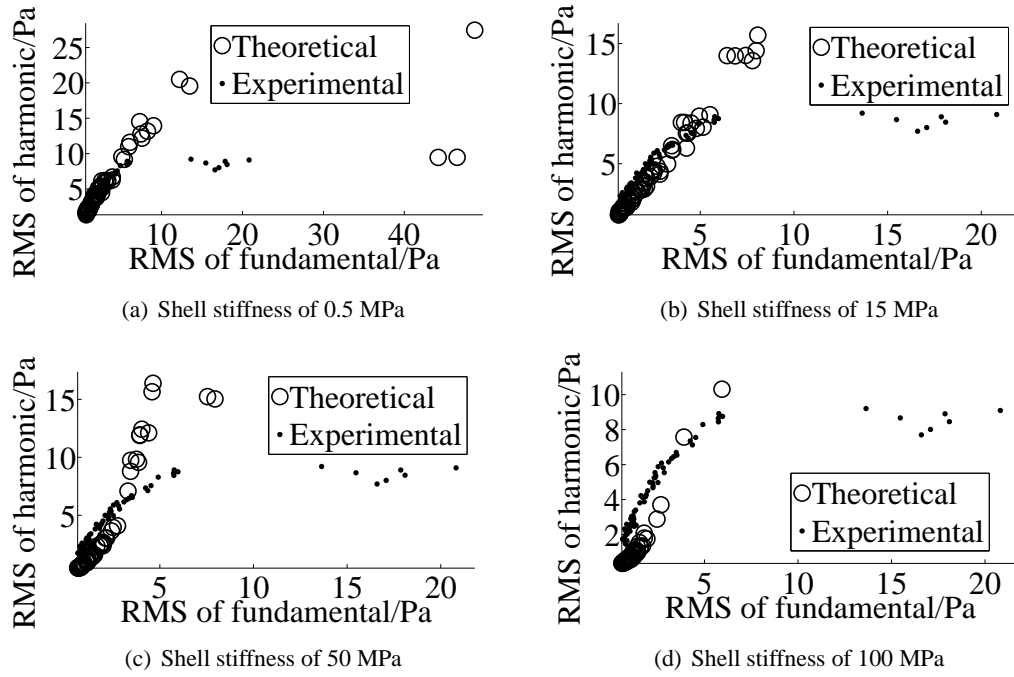 RMS of harmonic/Pa
25
20
15
10
5
Theoretical
Experimental
10 20 30 40
RMS of fundamental/Pa
(a) Shell stiffness of 0.5 MPa
RMS of harmonic/Pa
15
10
5
Theoretical
Experimental
5 10 15 20
RMS of fundamental/Pa
(b) Shell stiffness of 15 MPa
RMS of harmonic/Pa
15
10
5
Theoretical
Experimental
5 10 15 20
RMS of fundamental/Pa
(c) Shell stiffness of 50 MPa
RMS of harmonic/Pa
10
8
6
4
2
Theoretical
Experimental
5 10 15 20
RMS of fundamental/Pa
(d) Shell stiffness of 100 MPa